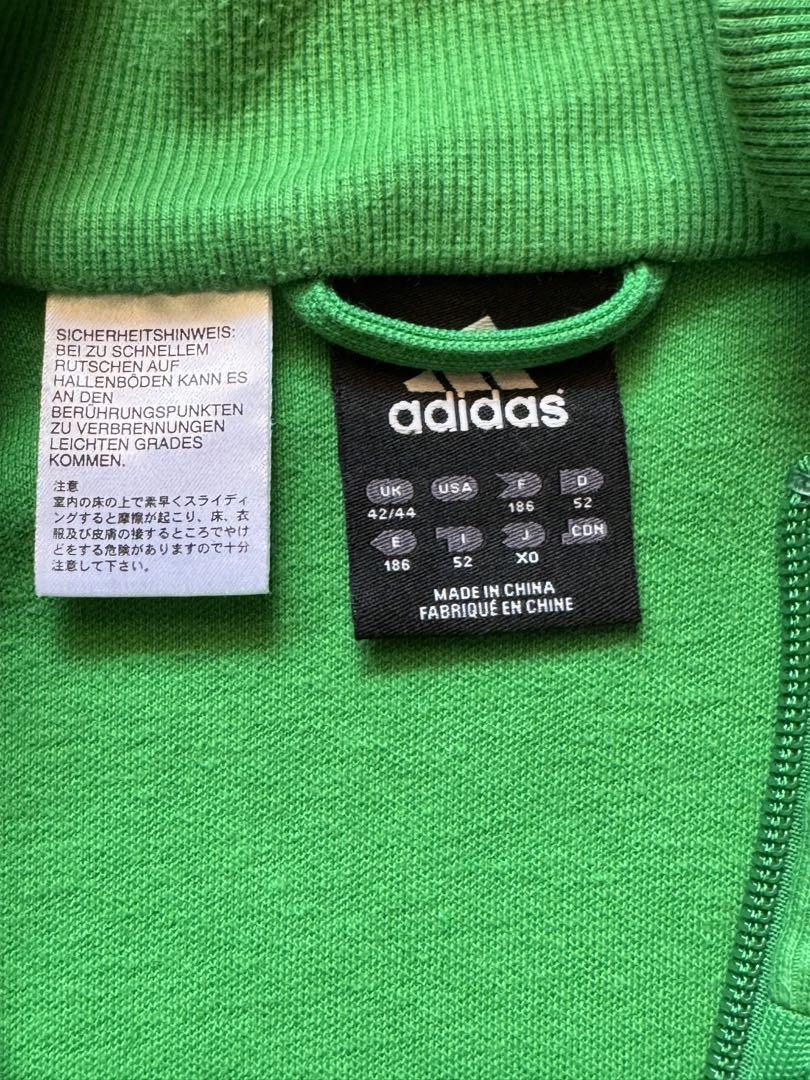 SICHERHEITSHINWEIS:
BEI ZU SCHNELLEM
RUTSCHEN AUF
HALLENBÖDEN KANN ES
AN DEN
BERÜHRUNGSPUNKTEN
ZU VERBRENNUNGEN
LEICHTEN GRADES
KOMMEN.
注意
室内の床の上で素早くスライディ
ングすると摩擦が起こり、床、衣
服及び皮膚の接するところでやけ
どをする危険がありますので十分
注意して下さい。
adidas
UK USA F D
42/44 186 52
E I J CDN
186 52 XO
MADE IN CHINA
FABRIQUÉ EN CHINE